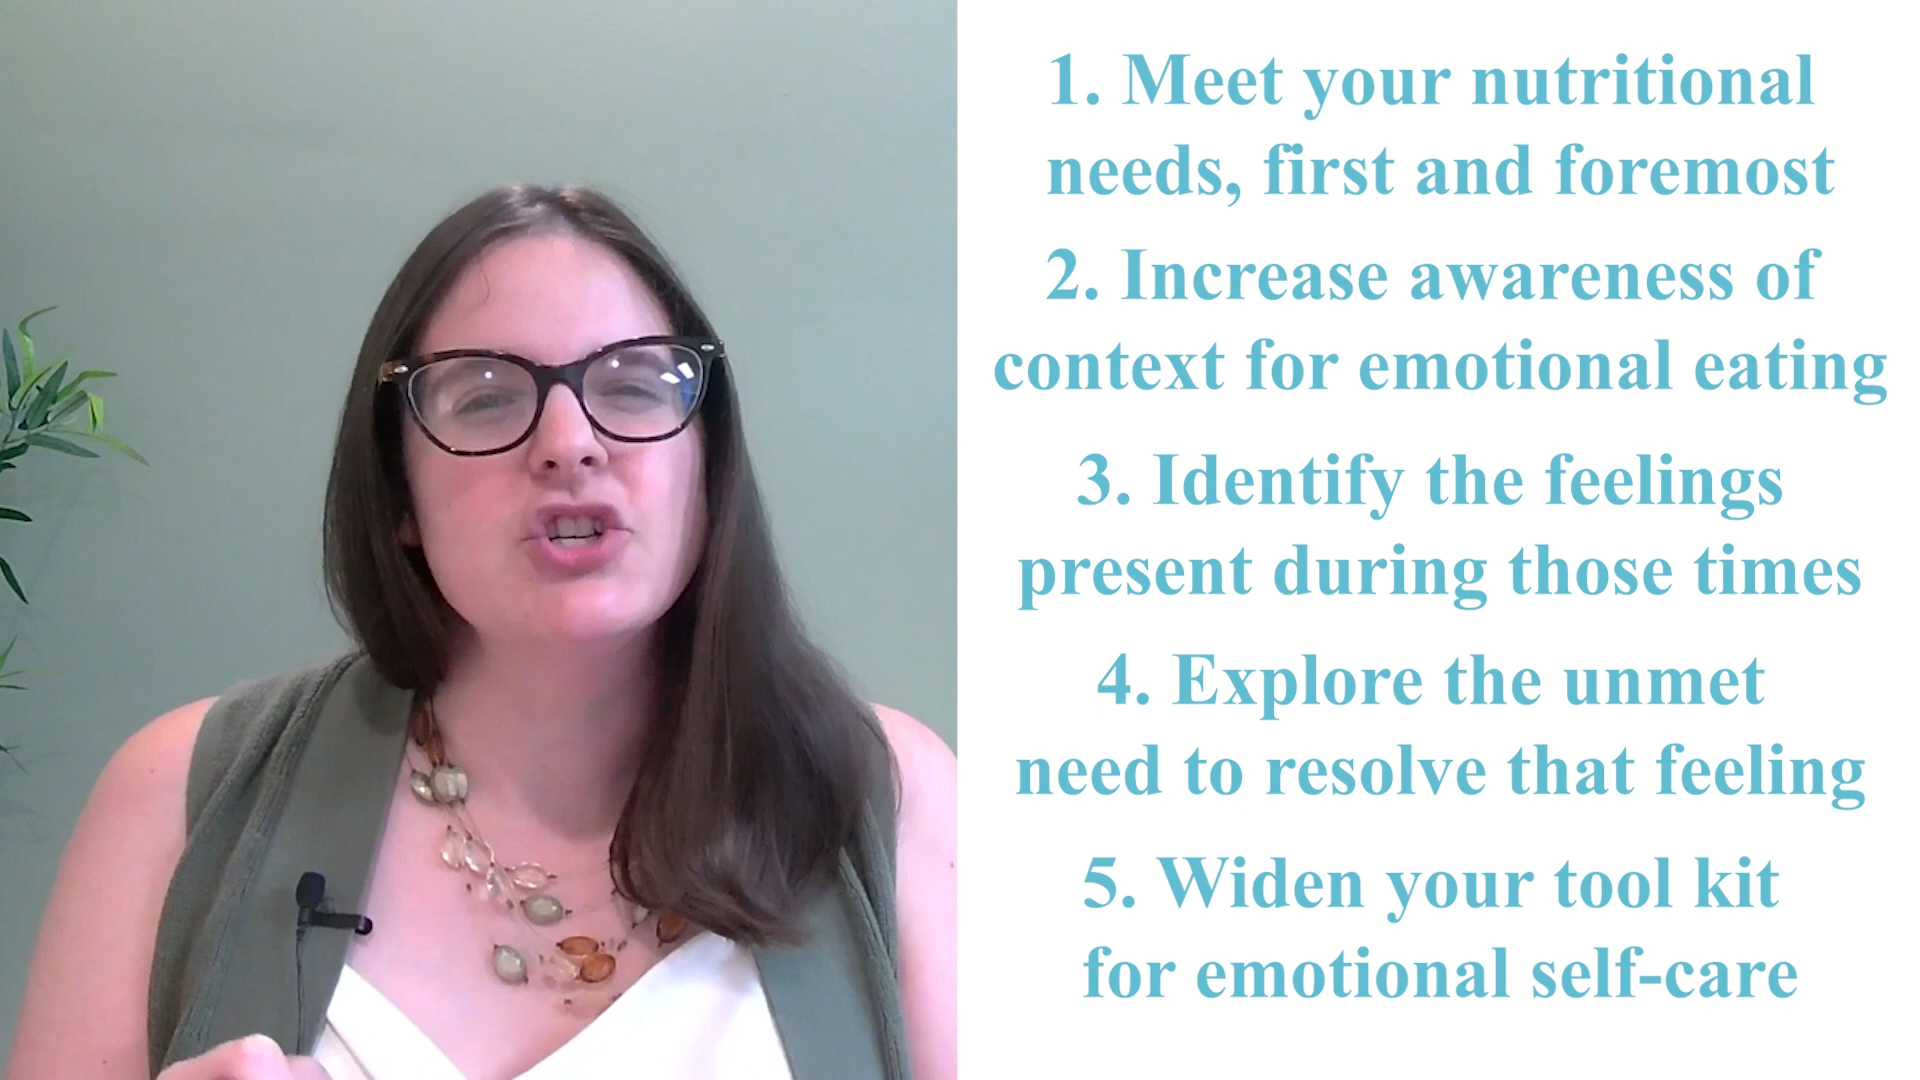 1. Meet your nutritional
needs, first and foremost
2. Increase awareness of
context for emotional eating
3. Identify the feelings
present during those times
4. Explore the unmet
need to resolve that feeling
5. Widen your tool kit
for emotional self-care